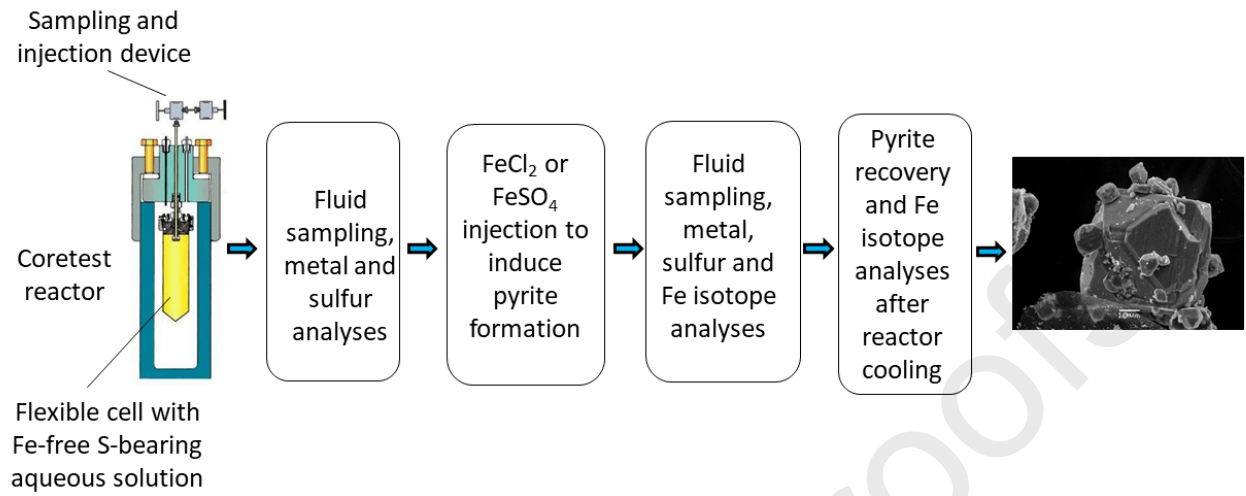 Sampling and
injection device
Coretest
reactor
Flexible cell with
Fe-free S-bearing
aqueous solution
Fluid
sampling,
metal and
sulfur
analyses
FeCl₂ or
FeSO₄
injection to
induce
pyrite
formation
Fluid
sampling,
metal,
sulfur and
Fe isotope
analyses
Pyrite
recovery
and Fe
isotope
analyses
after
reactor
cooling